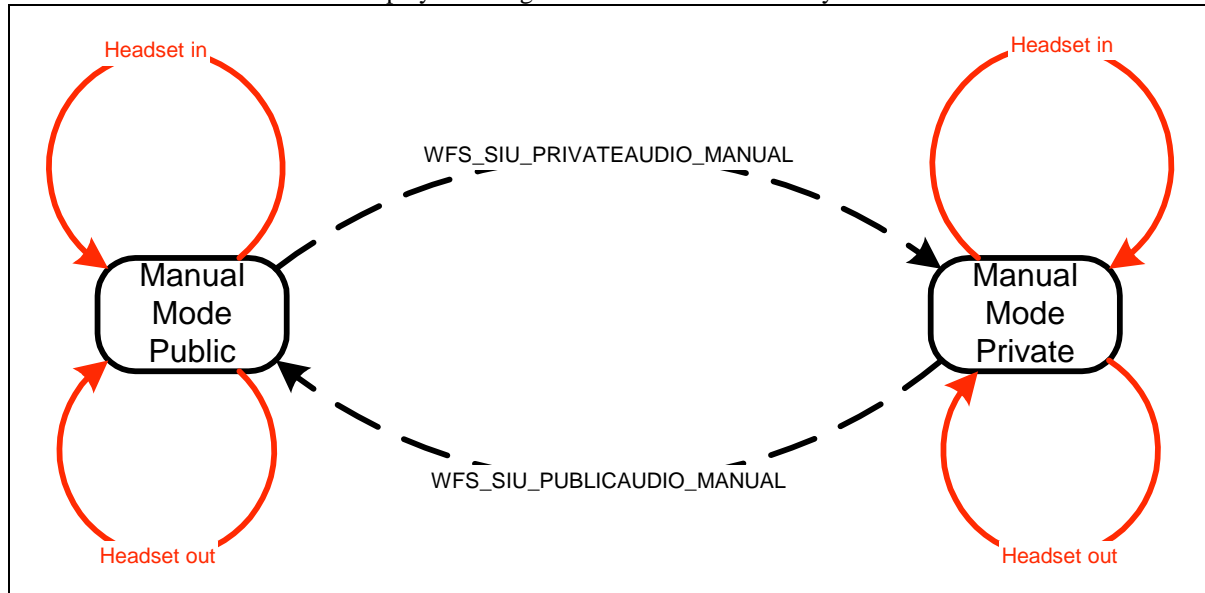 Headset in
Headset in
WFS_SIU_PRIVATEAUDIO_MANUAL
Manual
Mode
Public
Manual
Mode
Private
WFS_SIU_PUBLICAUDIO_MANUAL
Headset out
Headset out